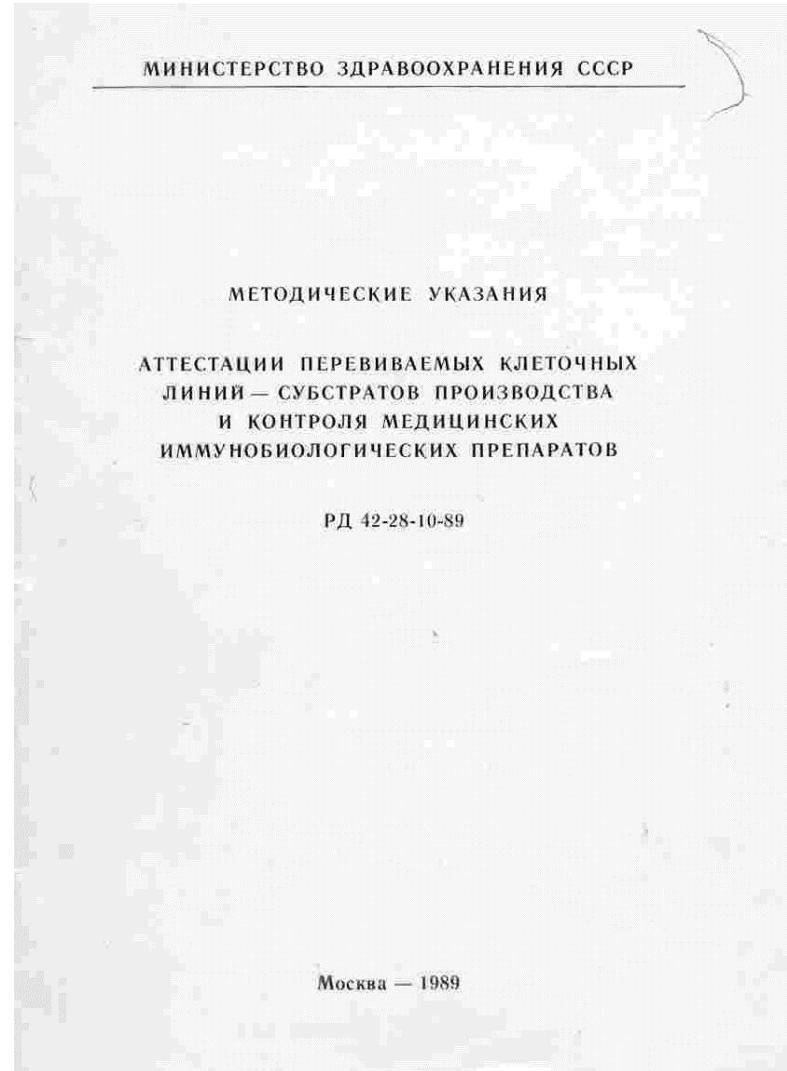 МИНИСТЕРСТВО ЗДРАВООХРАНЕНИЯ СССР
МЕТОДИЧЕСКИЕ УКАЗАНИЯ
АТТЕСТАЦИИ ПЕРЕВИВАЕМЫХ КЛЕТОЧНЫХ
ЛИНИЙ — СУБСТРАТОВ ПРОИЗВОДСТВА
И КОНТРОЛЯ МЕДИЦИНСКИХ
ИММУНОБИОЛОГИЧЕСКИХ ПРЕПАРАТОВ
РД 42-28-10-89
Москва — 1989